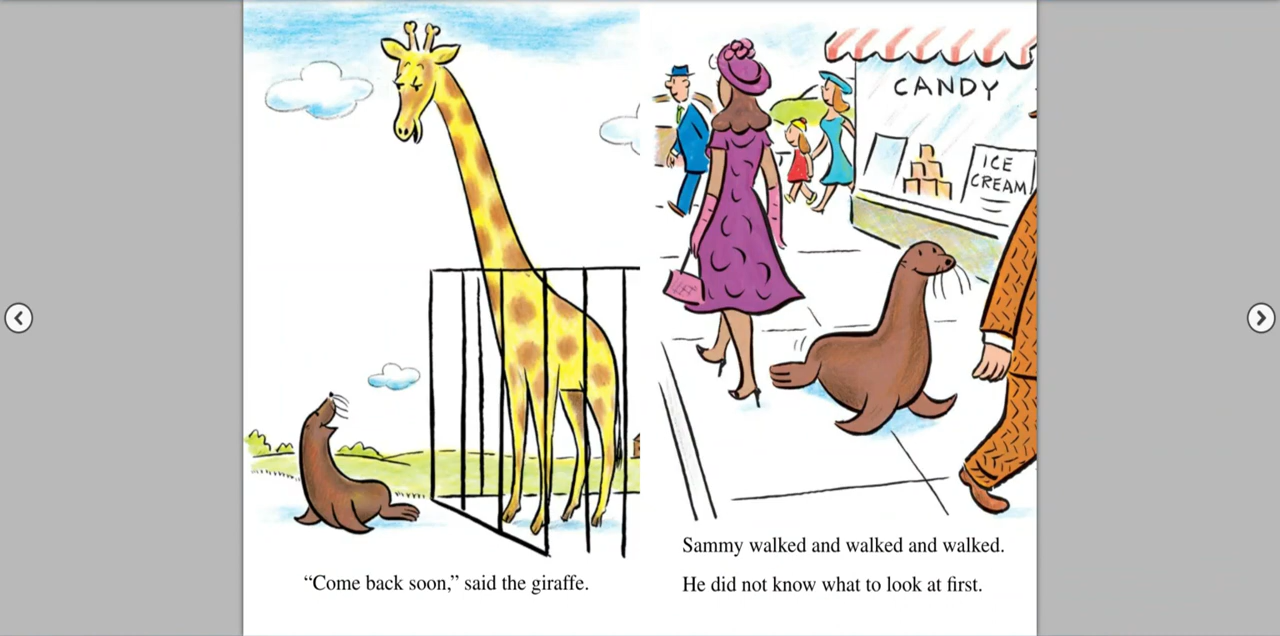 “Come back soon,” said the giraffe.
CANDY
ICE
CREAM
Sammy walked and walked and walked.
He did not know what to look at first.